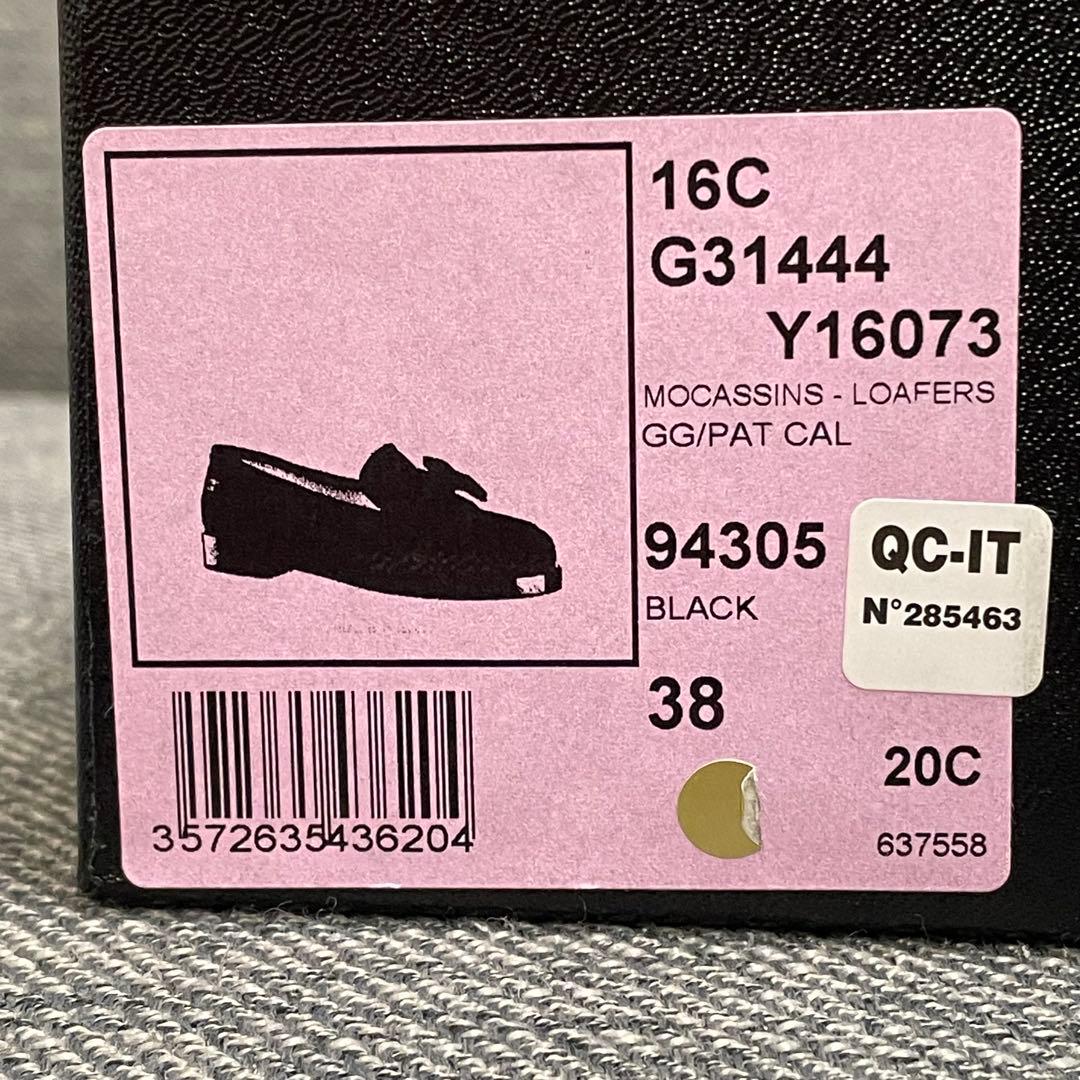 16C
G31444
Y16073
MOCASSINS - LOAFERS
GG/PAT CAL
94305
BLACK
QC-IT
N°285463
38
20C
637558
3572635436204